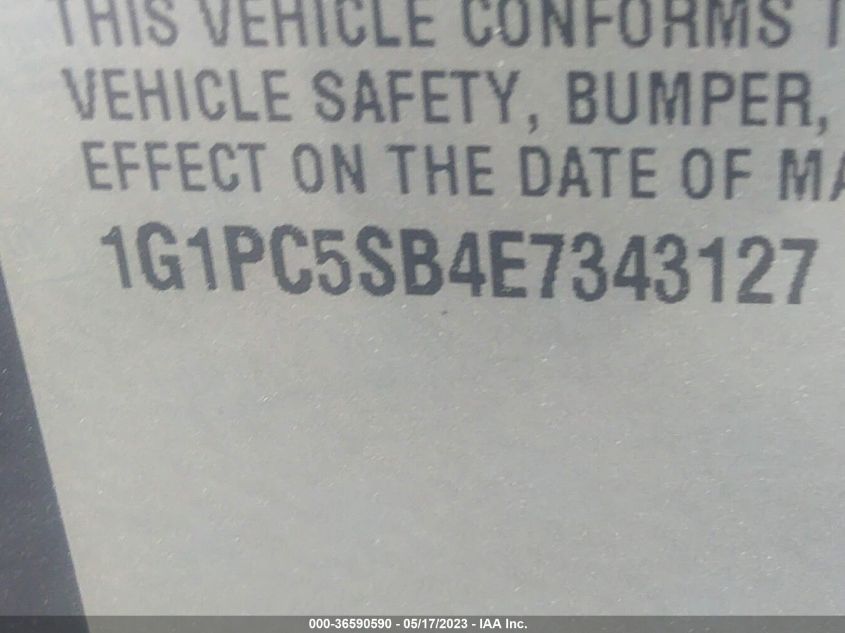 THIS VEHICLE CONFORMS
VEHICLE SAFETY, BUMPER,
EFFECT ON THE DATE OF
1G1PC5SB4E7343127
000-36590590 - 05/17/2023 - IAA Inc.